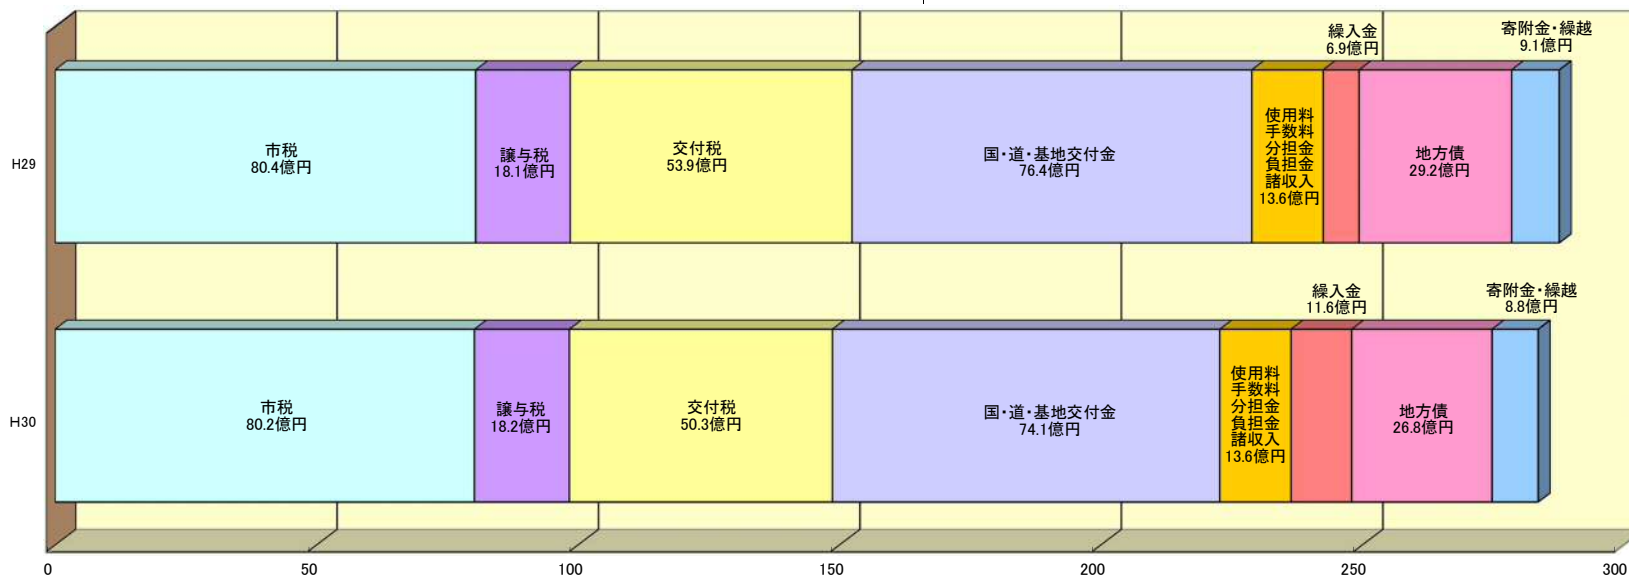 繰入金
6.9億円
寄附金・繰越
9.1億円
H29
市税
80.4億円
譲与税
18.1億円
交付税
53.9億円
国・道・基地交付金
76.4億円
使用料
手数料
分担金
負担金
諸収入
13.6億円
地方債
29.2億円
繰入金
11.6億円
寄附金・繰越
8.8億円
H30
市税
80.2億円
譲与税
18.2億円
交付税
50.3億円
国・道・基地交付金
74.1億円
使用料
手数料
分担金
負担金
諸収入
13.6億円
地方債
26.8億円
0 50 100 150 200 250 300